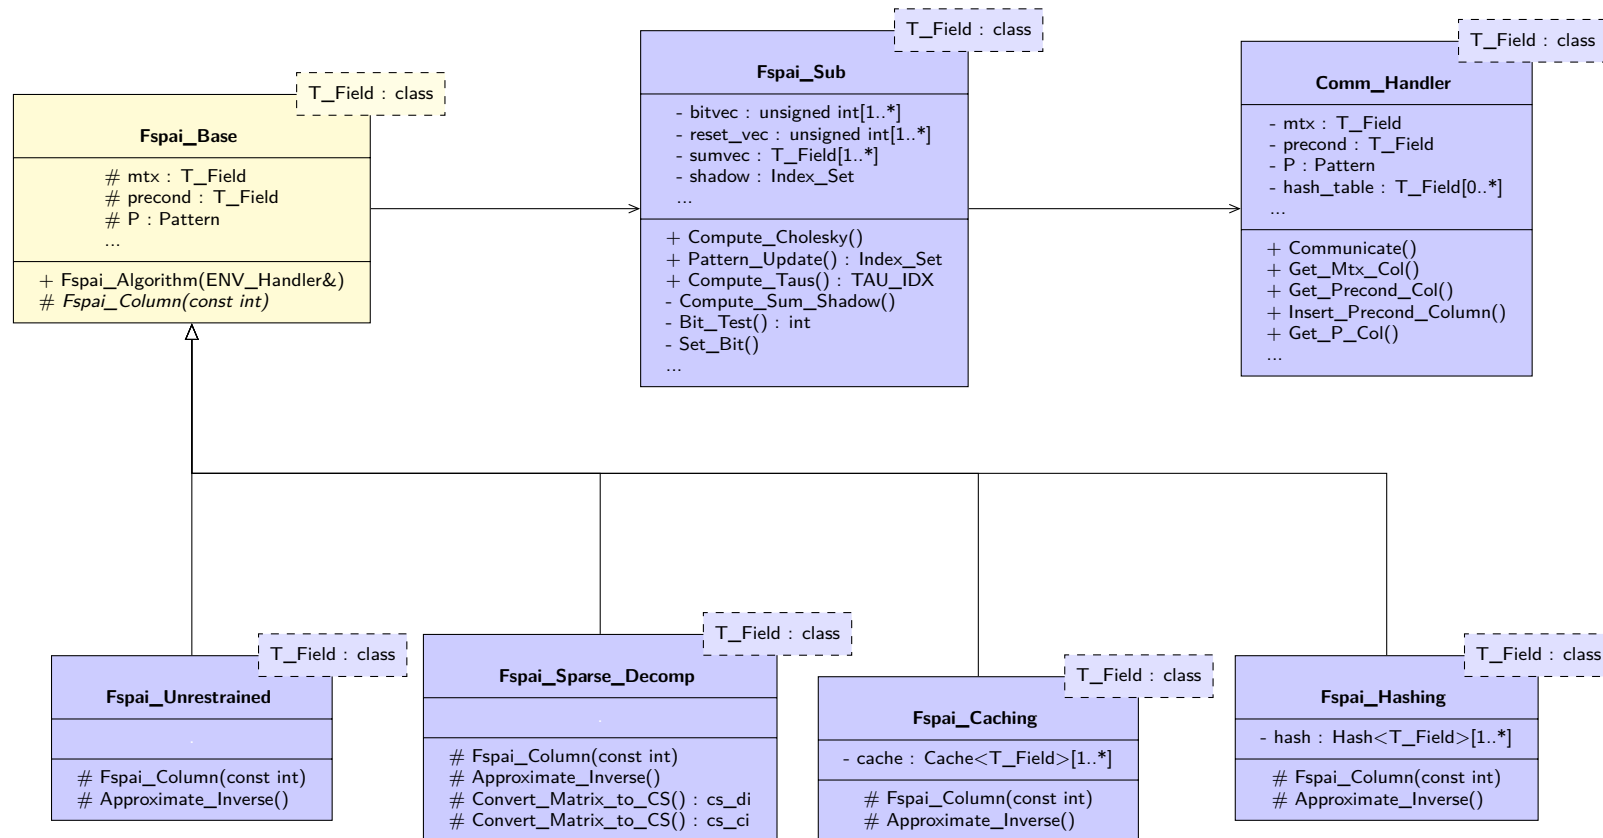 T_Field : class
Fspai_Base
# mtx : T_Field
# precond : T_Field
# P : Pattern
...
+ Fspai_Algorithm(ENV_Handler&)
# Fspai_Column(const int)
T_Field : class
Fspai_Sub
- bitvec : unsigned int[1..*]
- reset_vec : unsigned int[1..*]
- sumvec : T_Field[1..*]
- shadow : Index_Set
...
+ Compute_Cholesky()
+ Pattern_Update() : Index_Set
+ Compute_Taus() : TAU_IDX
- Compute_Sum_Shadow()
- Bit_Test() : int
- Set_Bit()
...
T_Field : class
Comm_Handler
- mtx : T_Field
- precond : T_Field
- P : Pattern
- hash_table : T_Field[0..*]
...
+ Communicate()
+ Get_Mtx_Col()
+ Get_Precond_Col()
+ Insert_Precond_Column()
+ Get_P_Col()
...
T_Field : class
Fspai_Unrestrained
# Fspai_Column(const int)
# Approximate_Inverse()
T_Field : class
Fspai_Sparse_Decomp
# Fspai_Column(const int)
# Approximate_Inverse()
# Convert_Matrix_to_CS() : cs_di
# Convert_Matrix_to_CS() : cs_ci
T_Field : class
Fspai_Caching
- cache : Cache<T_Field>[1..*]
# Fspai_Column(const int)
# Approximate_Inverse()
T_Field : class
Fspai_Hashing
- hash : Hash<T_Field>[1..*]
# Fspai_Column(const int)
# Approximate_Inverse()